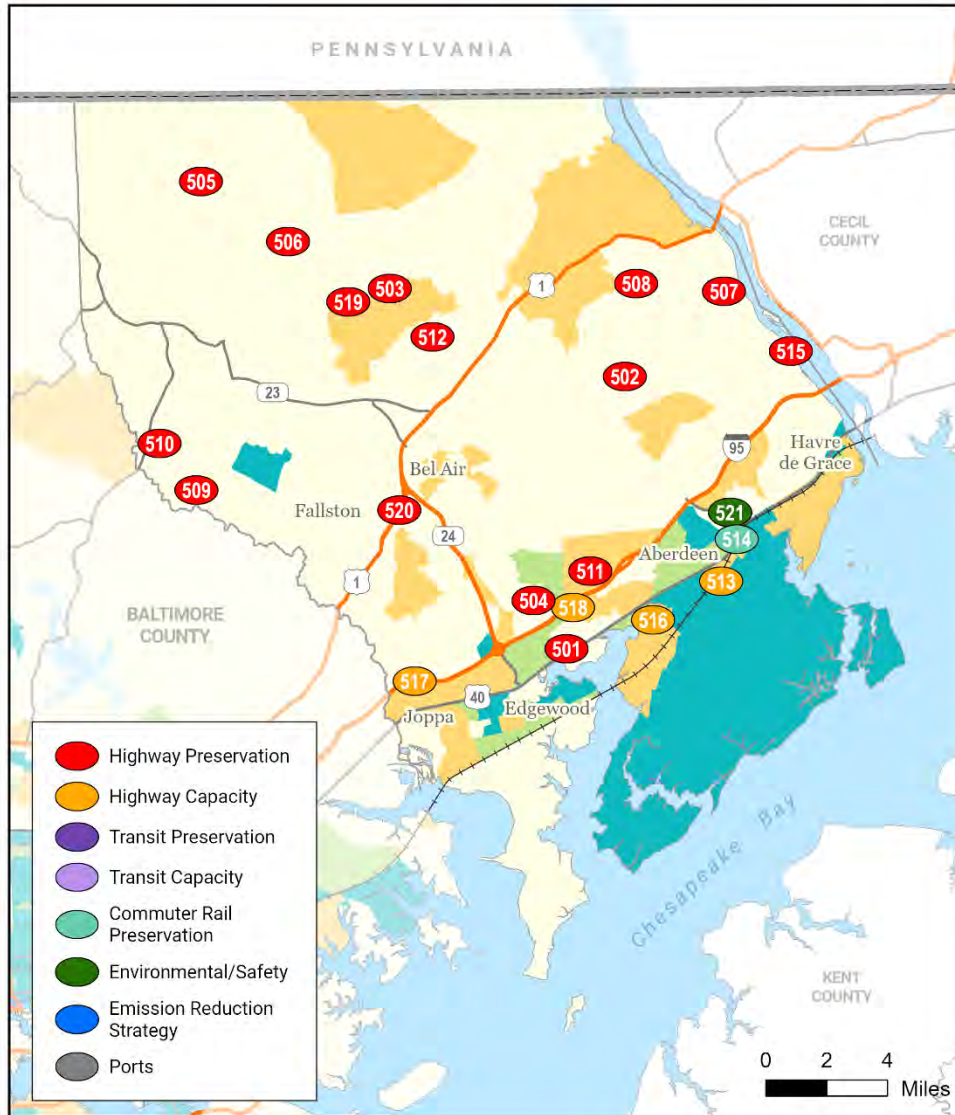 PENNSYLVANIA
505
CECIL
COUNTY
506
508
503
507
1
519
512
515
502
23
510
95
Havre
de Grace
Bel Air
509
Fallston
520
521
24
514
Aberdeen
511
513
1
504
518
516
BALTIMORE
COUNTY
501
517
40
Joppa
Edgewood
Highway Preservation
Highway Capacity
Transit Preservation
Transit Capacity
Commuter Rail
Preservation
Environmental/Safety
Emission Reduction
Strategy
Ports
Chesapeake Bay
KENT
COUNTY
0 2 4
Miles